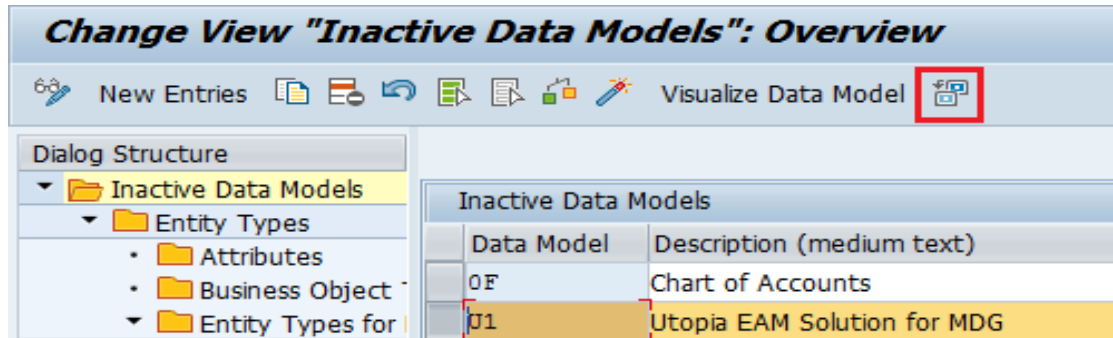 Change View "Inactive Data Models": Overview
New Entries Visualize Data Model
Dialog Structure
Inactive Data Models
Entity Types
Attributes
Business Object
Entity Types for
Inactive Data Models
Data Model Description (medium text)
0F Chart of Accounts
U1 Utopia EAM Solution for MDG